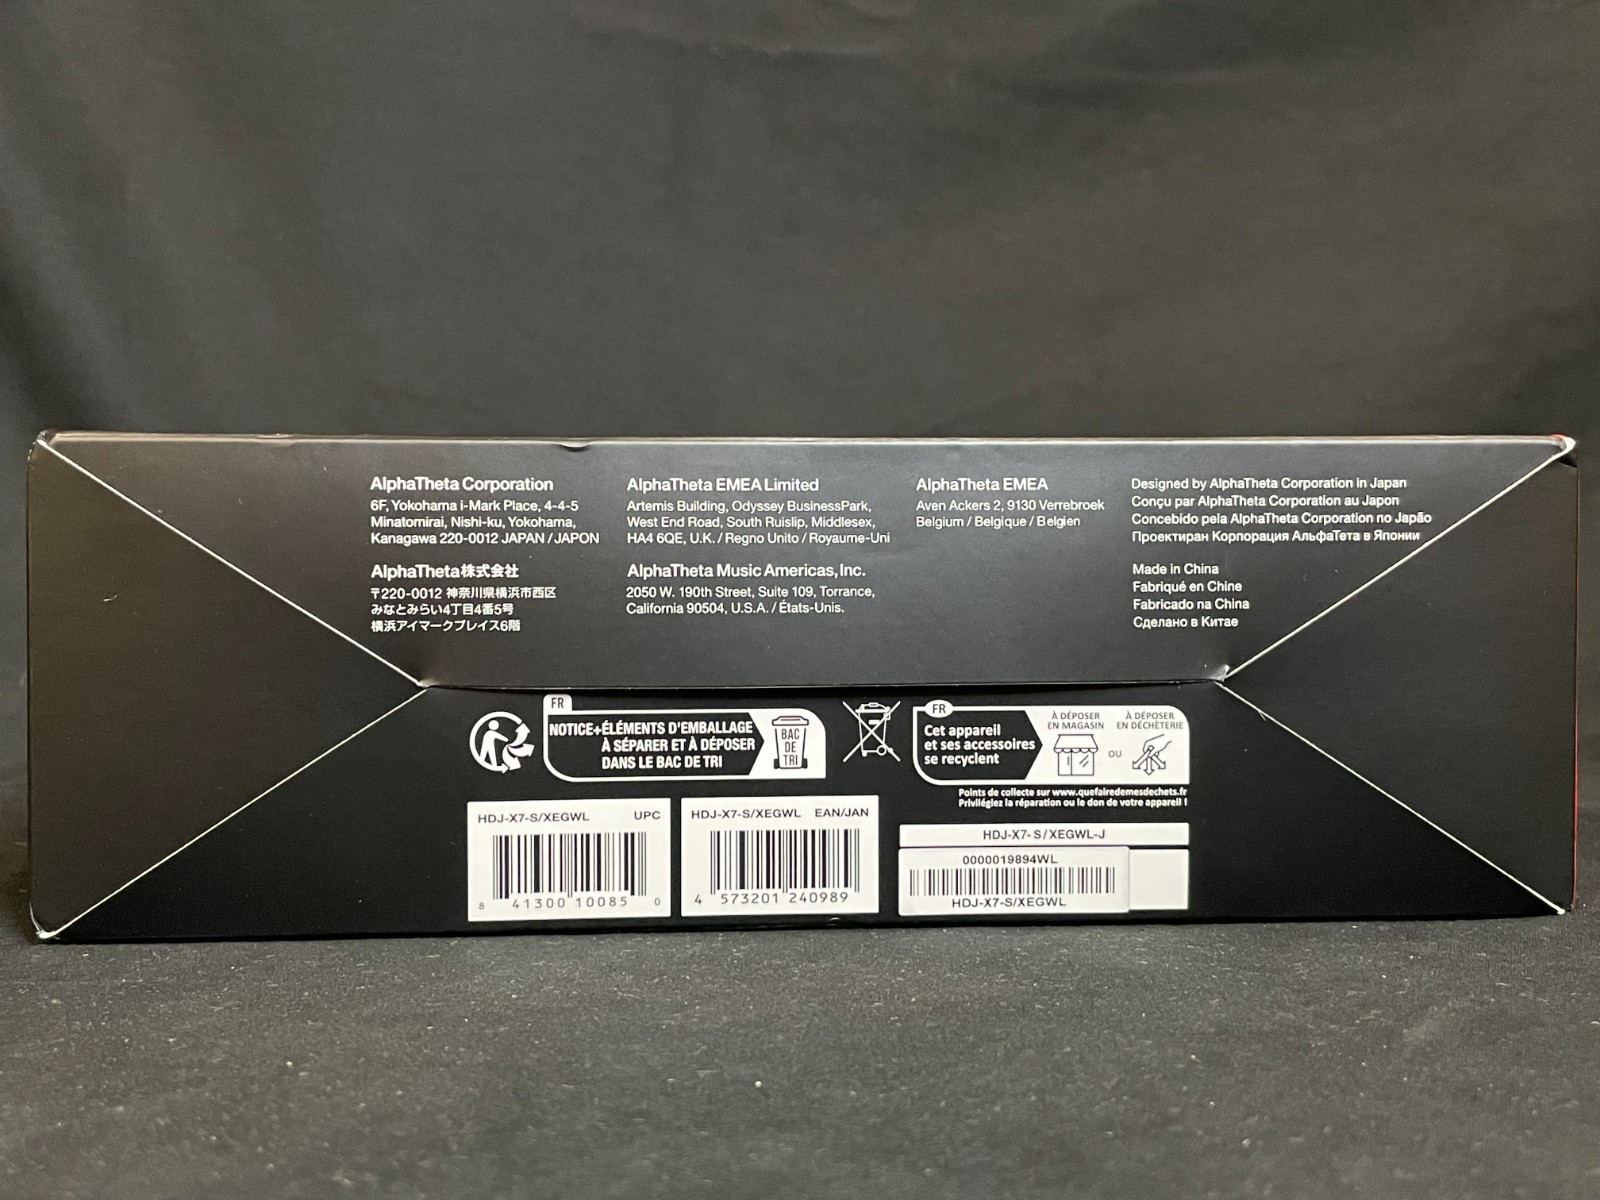 AlphaTheta Corporation
6F, Yokohama i-Mark Place, 4-4-5
Minatomirai, Nishi-ku, Yokohama,
Kanagawa 220-0012 JAPAN / JAPON
AlphaTheta株式会社
〒220-0012 神奈川県横浜市西区
みなとみらい4丁目4番5号
横浜アイマークプレイス6階
AlphaTheta EMEA Limited
Artemis Building, Odyssey BusinessPark,
West End Road, South Ruislip, Middlesex,
HA4 6QE, U.K. / Regno Unito / Royaume-Uni
AlphaTheta Music Americas, Inc.
2050 W. 190th Street, Suite 109, Torrance,
California 90504, U.S.A. / États-Unis.
AlphaTheta EMEA
Aven Ackers 2, 9130 Verrebroek
Belgium / Belgique / Belgien
Designed by AlphaTheta Corporation in Japan
Conçu par AlphaTheta Corporation au Japon
Concebido pela AlphaTheta Corporation no Japão
Проектиран Корпорация АльфаТета в Японии
Made in China
Fabriqué en Chine
Fabricado na China
Сделано в Китае
FR
NOTICE+ÉLÉMENTS D'EMBALLAGE
À SÉPARER ET À DÉPOSER
DANS LE BAC DE TRI
BAC
DE
TRI
FR
Cet appareil
et ses accessoires
se recyclent
À DÉPOSER
EN MAGASIN
OU
À DÉPOSER
EN DÉCHÈTERIE
Points de collecte sur www.quefairedemesdechets.fr
Privilégiez la réparation ou le don de votre appareil !
HDJ-X7-S/XEGWL UPC
8 41300 10085 0
HDJ-X7-S/XEGWL EAN/JAN
4 573201 240989
HDJ-X7-S/XEGWL-J
0000019894WL
HDJ-X7-S/XEGWL